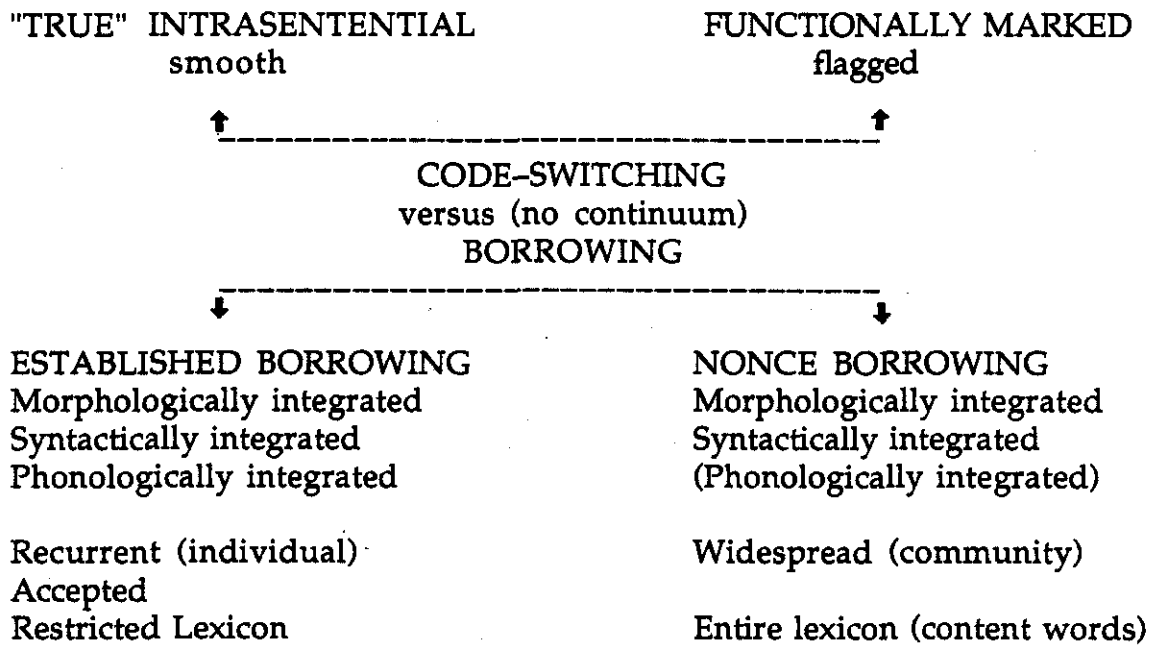 "TRUE" INTRASENTENTIAL FUNCTIONALLY MARKED
smooth flagged
CODE–SWITCHING
versus (no continuum)
BORROWING
ESTABLISHED BORROWING NONCE BORROWING
Morphologically integrated Morphologically integrated
Syntactically integrated Syntactically integrated
Phonologically integrated (Phonologically integrated)
Recurrent (individual) Widespread (community)
Accepted
Restricted Lexicon Entire lexicon (content words)